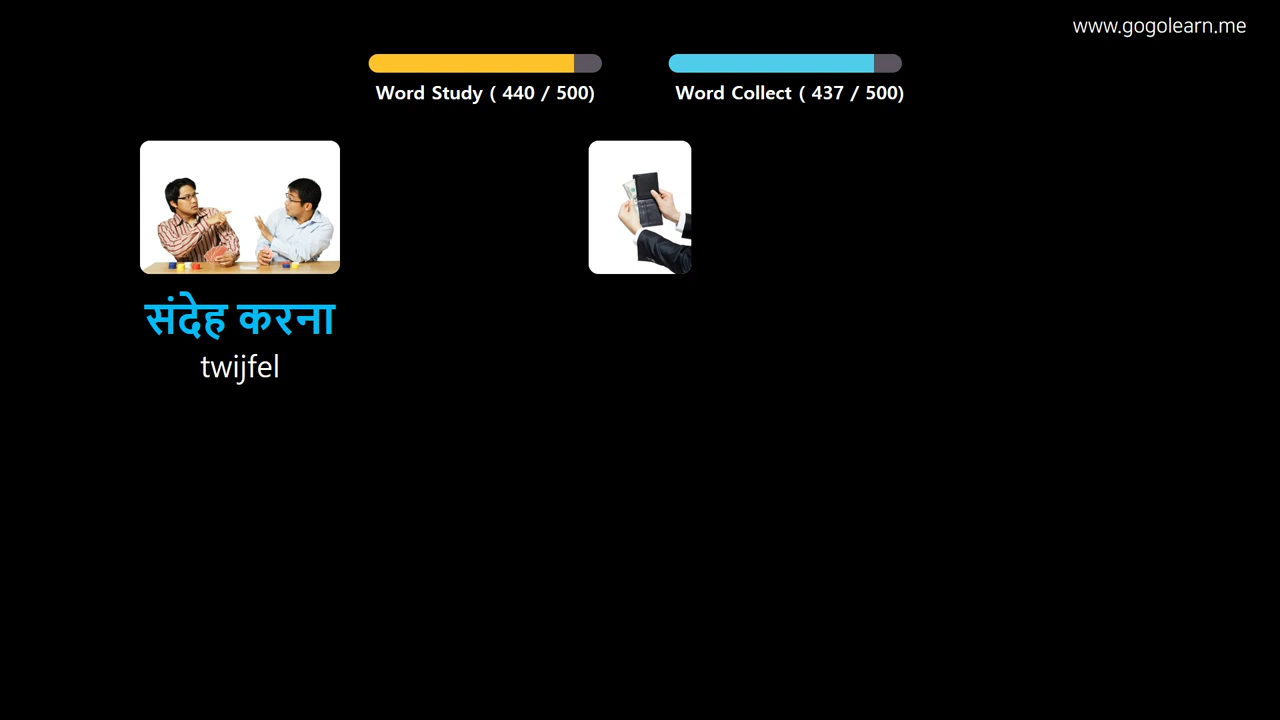 www.gogolearn.me
Word Study ( 440 / 500)
Word Collect ( 437 / 500)
संदेह करना
twijfel